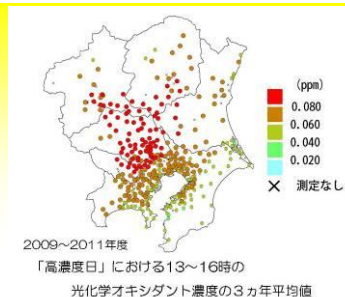 (ppm)
0.080
0.060
0.040
0.020
× 測定なし
2009～2011年度
「高濃度日」における13～16時の
光化学オキシダント濃度の3ヵ年平均値